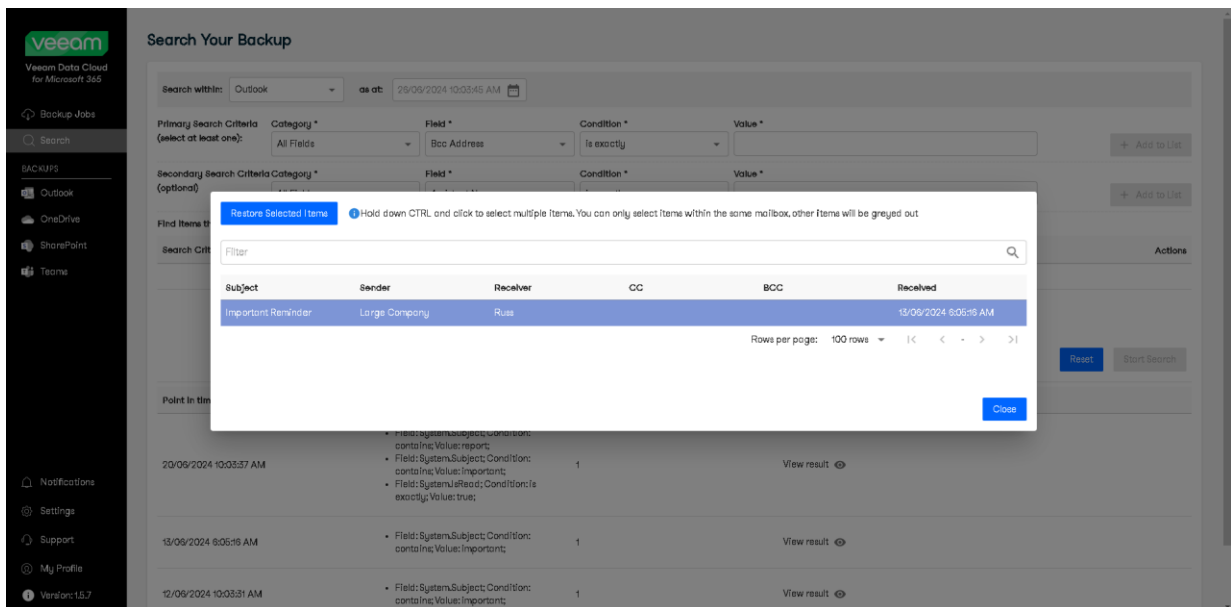 veeam
Veeam Data Cloud
for Microsoft 365
Backup Jobs
Search
BACKUPS
Outlook
OneDrive
SharePoint
Teams
Notifications
Settings
Support
My Profile
Version: 1.5.7
Search Your Backup
Search within: Outlook as at: 20/06/2024 10:03:45 AM
Primary Search Criteria Category * Field * Condition * Value *
(select at least one): All Fields Bcc Address Is exactly + Add to List
Secondary Search Criteria Category * Field * Condition * Value *
(optional) + Add to List
Find Items
Search Crit Actions
Restore Selected Items Hold down CTRL and click to select multiple items. You can only select items within the same mailbox, other items will be greyed out
Filter
Subject Sender Receiver CC BCC Received
Important Reminder Large Company Russ 13/06/2024 6:05:16 AM
Rows per page: 100 rows
Close
Reset Start Search
Point in tim
Field: System.Subject; Condition:
contains; Value: report;
Field: System.Subject; Condition:
20/06/2024 10:03:37 AM contains; Value: important; 1 View result
Field: System.IsRead; Condition: is
exactly; Value: true;
Field: System.Subject; Condition:
13/06/2024 6:05:16 AM contains; Value: important; 1 View result
Field: System.Subject; Condition:
12/06/2024 10:03:31 AM contains; Value: important; 1 View result